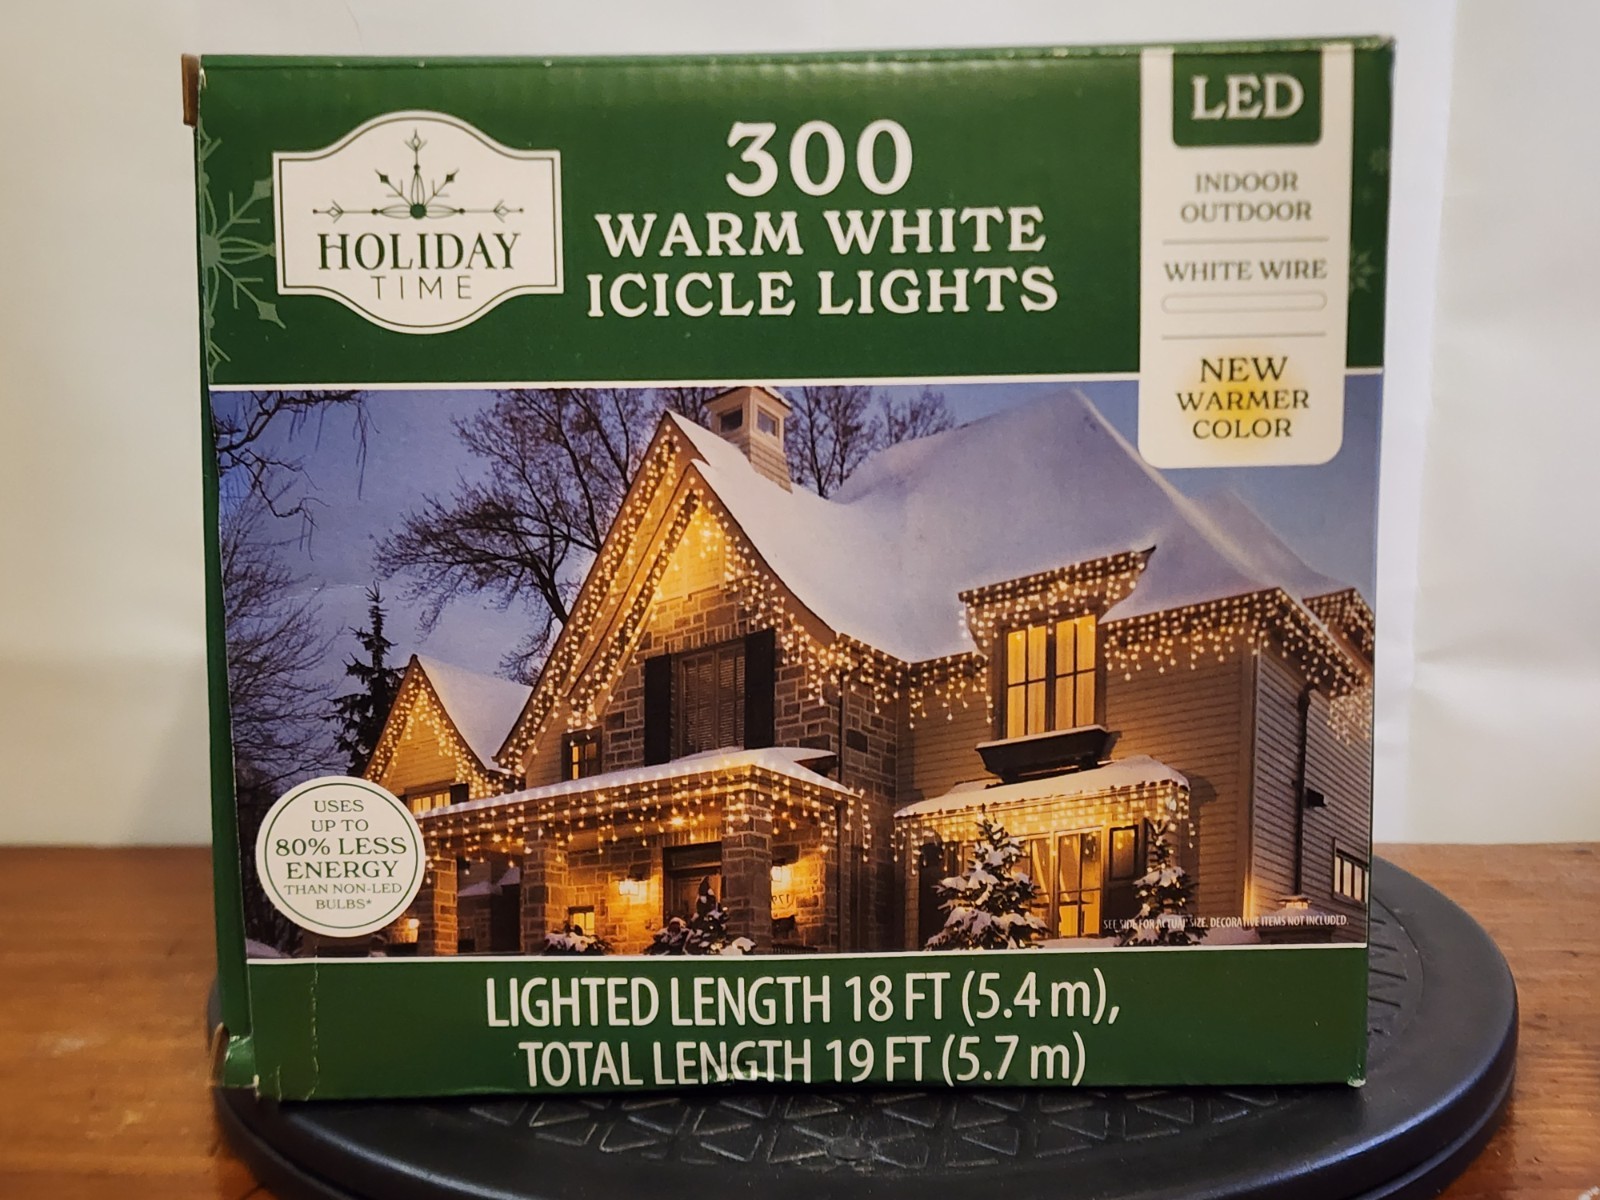 HOLIDAY
TIME
300
WARM WHITE
ICICLE LIGHTS
LED
INDOOR
OUTDOOR
WHITE WIRE
NEW
WARMER
COLOR
USES
UP TO
80% LESS
ENERGY
THAN NON-LED
BULBS*
SEE SIDE FOR ACTUAL SIZE. DECORATIVE ITEMS NOT INCLUDED.
LIGHTED LENGTH 18 FT (5.4 m),
TOTAL LENGTH 19 FT (5.7 m)